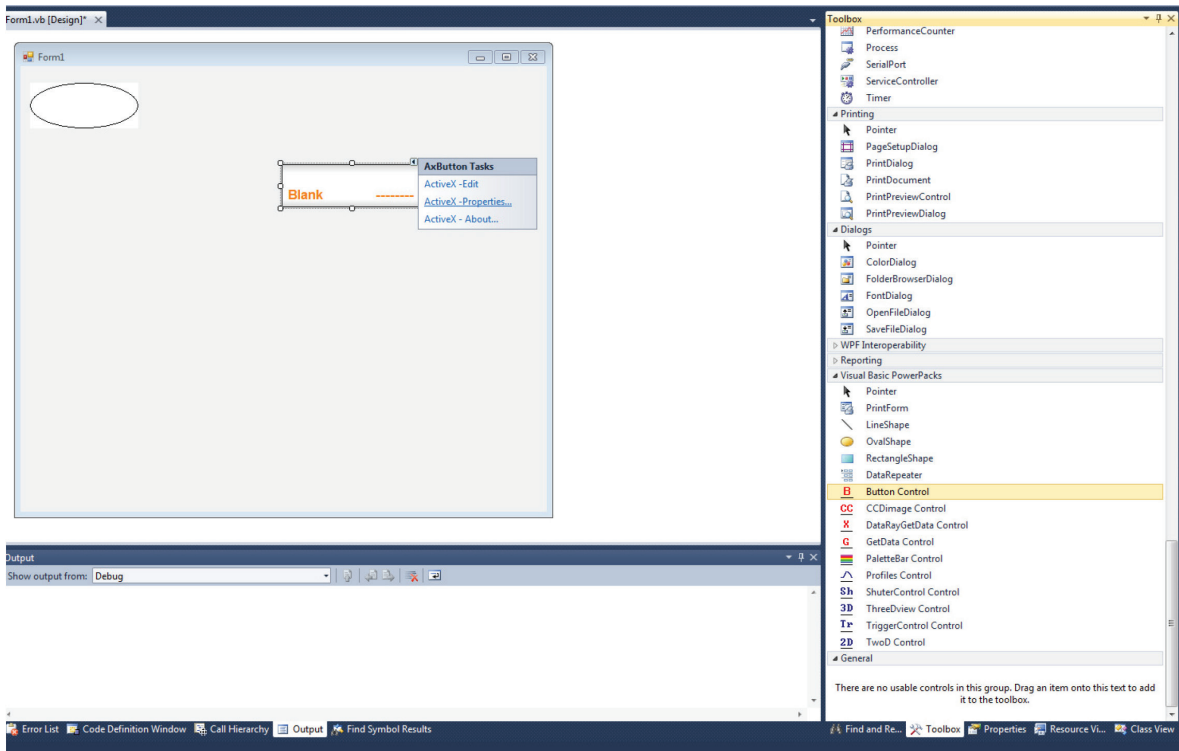 Form1.vb [Design]*
Form1
Blank --------
AxButton Tasks
ActiveX -Edit
ActiveX -Properties...
ActiveX - About...
Output
Show output from: Debug
Error List
Code Definition Window
Call Hierarchy
Output
Find Symbol Results
Toolbox
PerformanceCounter
Process
SerialPort
ServiceController
Timer
Printing
Pointer
PageSetupDialog
PrintDialog
PrintDocument
PrintPreviewControl
PrintPreviewDialog
Dialogs
Pointer
ColorDialog
FolderBrowserDialog
FontDialog
OpenFileDialog
SaveFileDialog
WPF Interoperability
Reporting
Visual Basic PowerPacks
Pointer
PrintForm
LineShape
OvalShape
RectangleShape
DataRepeater
B Button Control
CC CCDimage Control
X DataRayGetData Control
G GetData Control
PaletteBar Control
Profiles Control
Sh ShuterControl Control
3D ThreeDview Control
Tr TriggerControl Control
2D TwoD Control
General
There are no usable controls in this group. Drag an item onto this text to add
it to the toolbox.
Find and Re...
Toolbox
Properties
Resource Vi...
Class View